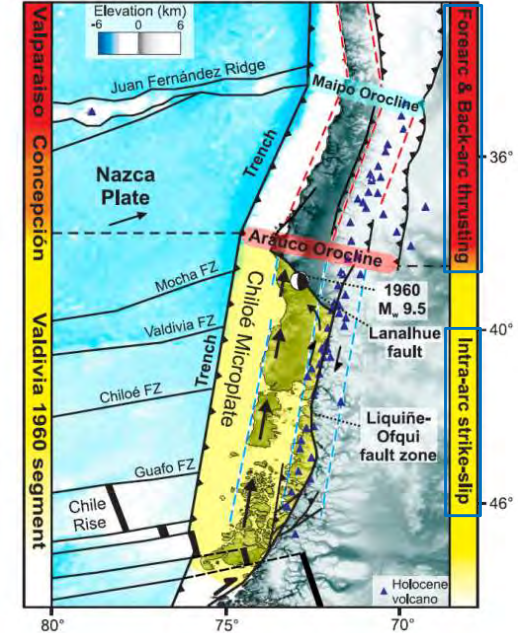 Elevation (km)
-6 0 6
Juan Fernández Ridge
Maipo Orocline
Trench
Nazca
Plate
Arauco Orocline
1960
Mw 9.5
Lanalhue
fault
Mocha FZ
Valdivia FZ
Chiloé Microplate
Trench
Chiloé FZ
Liquiñe-
Ofqui
fault zone
Guafo FZ
Chile
Rise
Holocene
volcano
Valparaiso
Concepción
Valdivia 1960 segment
Forearc & Back-arc thrusting
Intra-arc strike-slip
36°
40°
46°
80° 75° 70°